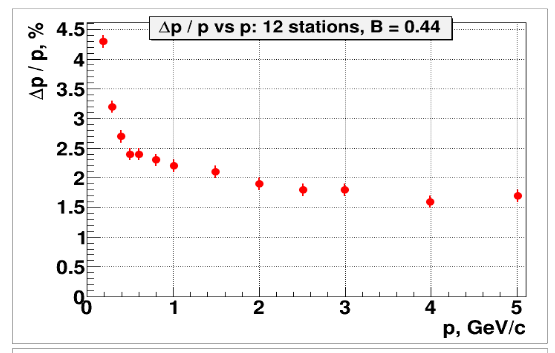 Δp / p vs p: 12 stations, B = 0.44
Δp / p, %
4.5
4
3.5
3
2.5
2
1.5
1
0.5
0
0 1 2 3 4 5
p, GeV/c